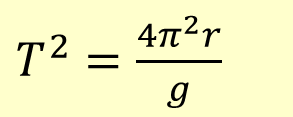 T² = 4π²r / g